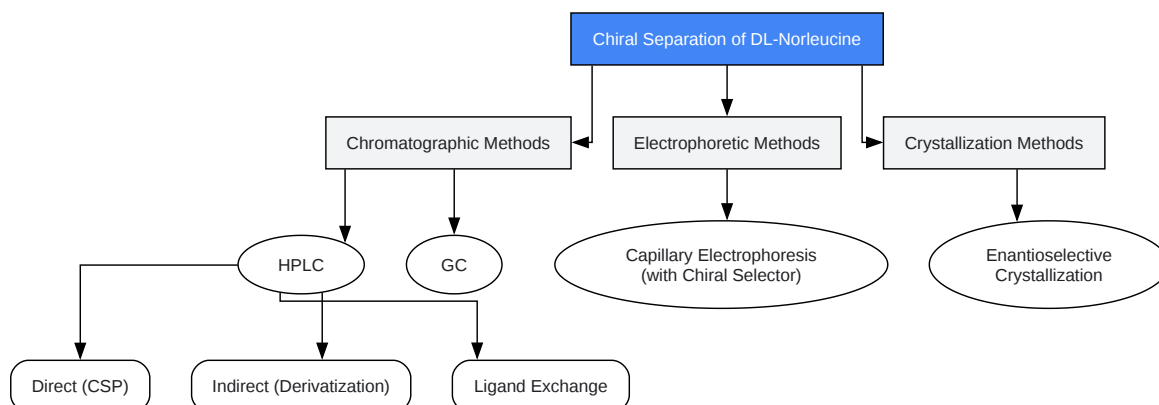 Chiral Separation of DL-Norleucine
Chromatographic Methods
Electrophoretic Methods
Crystallization Methods
HPLC
GC
Capillary Electrophoresis
(with Chiral Selector)
Enantioselective
Crystallization
Direct (CSP)
Indirect (Derivatization)
Ligand Exchange